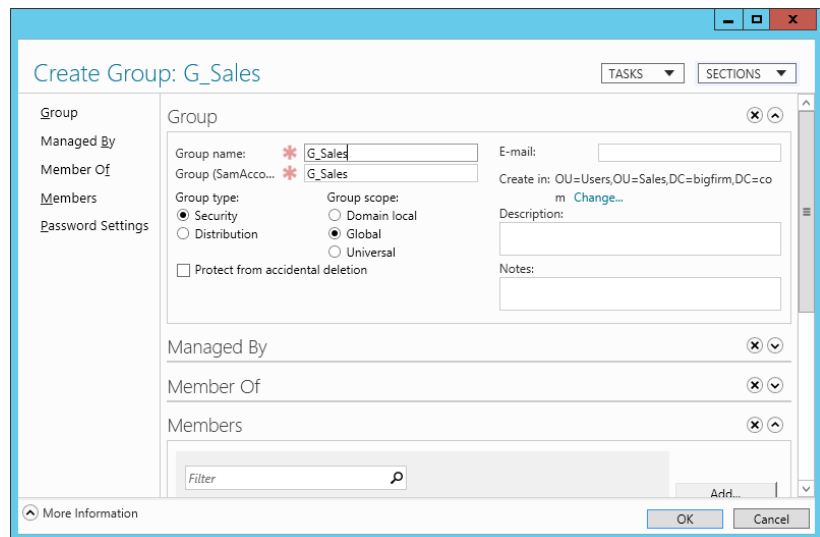 Create Group: G_Sales
TASKS
SECTIONS
Group
Managed By
Member Of
Members
Password Settings
Group
Group name: ✱ G_Sales
Group (SamAcco... ✱ G_Sales
Group type:
Security
Distribution
Group scope:
Domain local
Global
Universal
Protect from accidental deletion
E-mail:
Create in: OU=Users,OU=Sales,DC=bigfirm,DC=co
m Change...
Description:
Notes:
Managed By
Member Of
Members
Filter
Add...
More Information
OK
Cancel